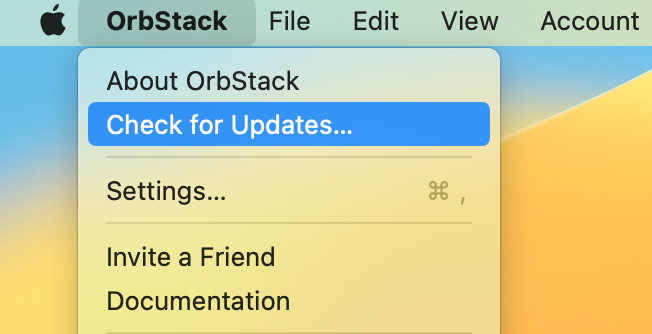 OrbStack File Edit View Account
About OrbStack
Check for Updates...
Settings... ⌘ ,
Invite a Friend
Documentation